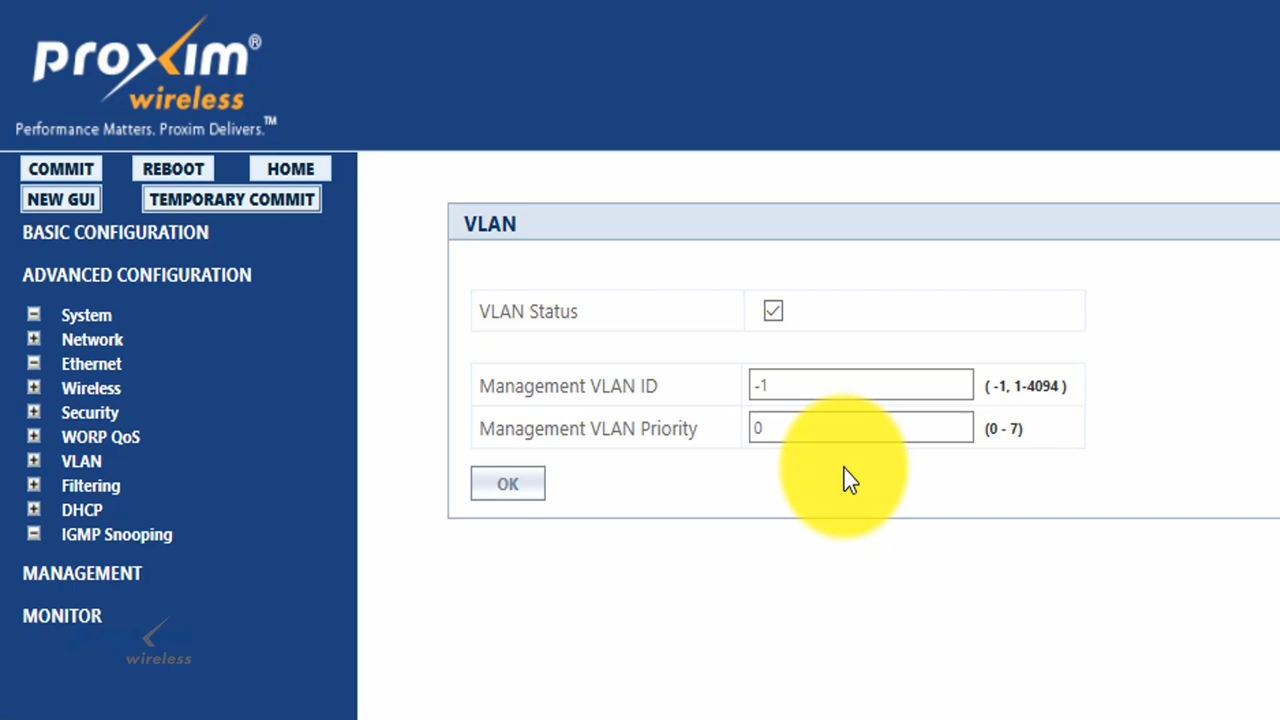 proxim®
wireless
Performance Matters. Proxim Delivers.™
COMMIT REBOOT HOME
NEW GUI TEMPORARY COMMIT
BASIC CONFIGURATION
ADVANCED CONFIGURATION
System
Network
Ethernet
Wireless
Security
WORP QoS
VLAN
Filtering
DHCP
IGMP Snooping
MANAGEMENT
MONITOR
proxim
wireless
VLAN
VLAN Status
Management VLAN ID -1 ( -1, 1-4094 )
Management VLAN Priority 0 (0 - 7)
OK